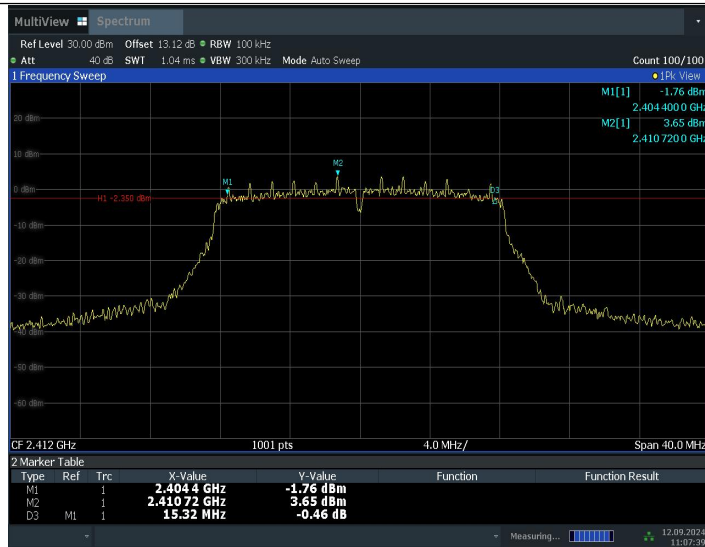 MultiView Spectrum
Ref Level 30.00 dBm Offset 13.12 dB RBW 100 kHz
Att 40 dB SWT 1.04 ms VBW 300 kHz Mode Auto Sweep Count 100/100
1 Frequency Sweep 1Pk View
M1[1] -1.76 dBm
2.404 400 0 GHz
M2[1] 3.65 dBm
2.410 720 0 GHz
20 dBm
10 dBm
M2
M1
D3
0 dBm
H1 -2.350 dBm
-10 dBm
-20 dBm
-30 dBm
-40 dBm
-50 dBm
-60 dBm
CF 2.412 GHz 1001 pts 4.0 MHz/ Span 40.0 MHz
2 Marker Table
Type Ref Trc X-Value Y-Value Function Function Result
M1 1 2.404 4 GHz -1.76 dBm
M2 1 2.410 72 GHz 3.65 dBm
D3 M1 1 15.32 MHz -0.46 dB
Measuring... 12.09.2024
11:07:39